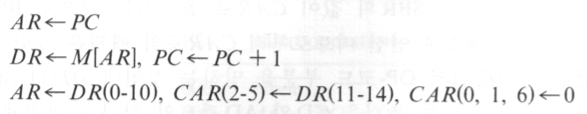 AR←PC
DR←M[AR], PC←PC+1
AR←DR(0-10), CAR(2-5)←DR(11-14), CAR(0, 1, 6)←0